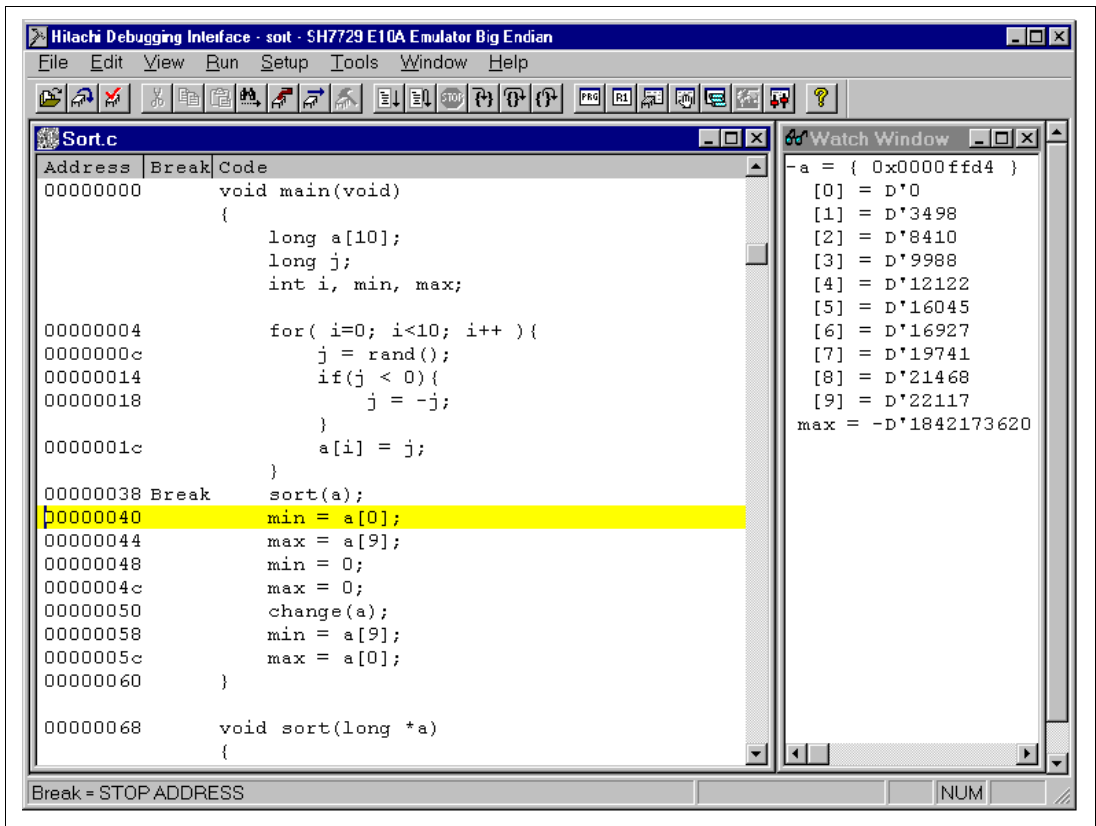 Hitachi Debugging Interface - sort - SH7729 E10A Emulator Big Endian
File Edit View Run Setup Tools Window Help
STOP PRG R1 ?
Sort.c
Address Break Code
00000000 void main(void)
{
long a[10];
long j;
int i, min, max;
00000004 for( i=0; i<10; i++ ){
0000000c j = rand();
00000014 if(j < 0){
00000018 j = -j;
}
0000001c a[i] = j;
}
00000038 Break sort(a);
00000040 min = a[0];
00000044 max = a[9];
00000048 min = 0;
0000004c max = 0;
00000050 change(a);
00000058 min = a[9];
0000005c max = a[0];
00000060 }
00000068 void sort(long *a)
{
Watch Window
-a = { 0x0000ffd4 }
[0] = D'0
[1] = D'3498
[2] = D'8410
[3] = D'9988
[4] = D'12122
[5] = D'16045
[6] = D'16927
[7] = D'19741
[8] = D'21468
[9] = D'22117
max = -D'1842173620
Break = STOP ADDRESS
NUM